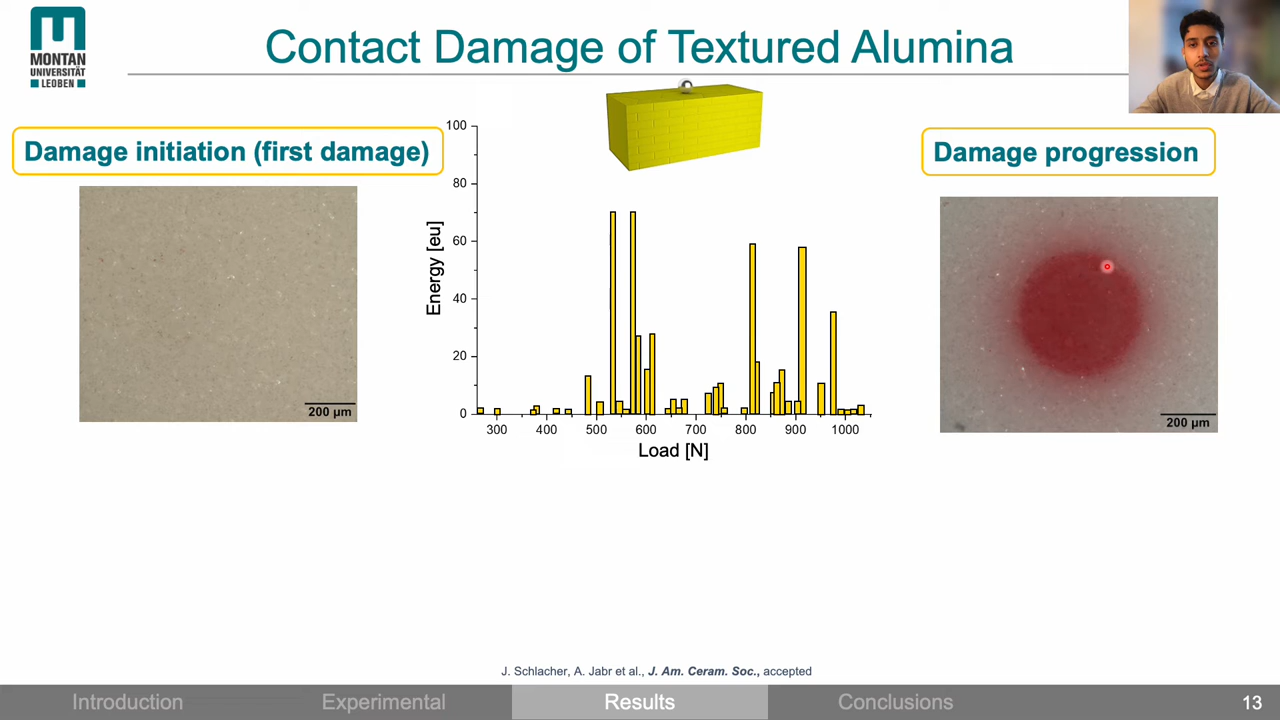 MONTAN
UNIVERSITÄT
LEOBEN
Contact Damage of Textured Alumina
Damage initiation (first damage)
200 µm
100
80
60
40
20
0
Energy [eu]
300 400 500 600 700 800 900 1000
Load [N]
Damage progression
200 µm
J. Schlacher, A. Jabr et al., J. Am. Ceram. Soc., accepted
Introduction Experimental Results Conclusions 13